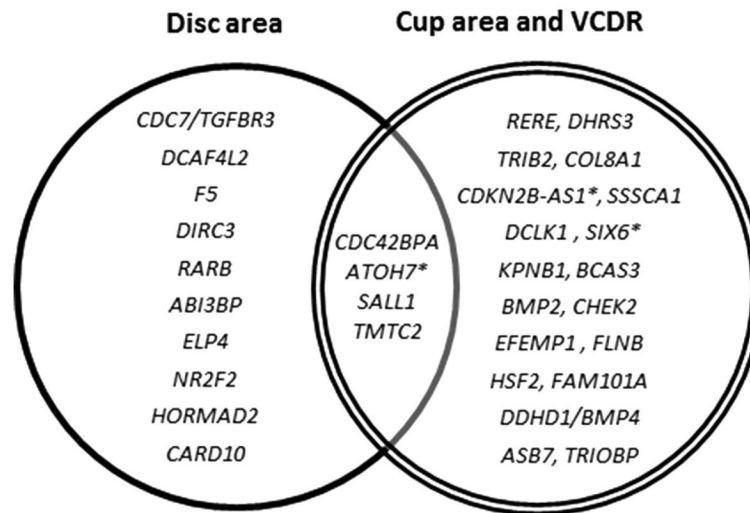 Disc area
Cup area and VCDR
CDC7/TGFBR3
DCAF4L2
F5
DIRC3
RARB
ABI3BP
ELP4
NR2F2
HORMAD2
CARD10
CDC42BPA
ATOH7*
SALL1
TMTC2
RERE, DHRS3
TRIB2, COL8A1
CDKN2B-AS1*, SSSCA1
DCLK1 , SIX6*
KPNB1, BCAS3
BMP2, CHEK2
EFEMP1 , FLNB
HSF2, FAM101A
DDHD1/BMP4
ASB7, TRIOBP